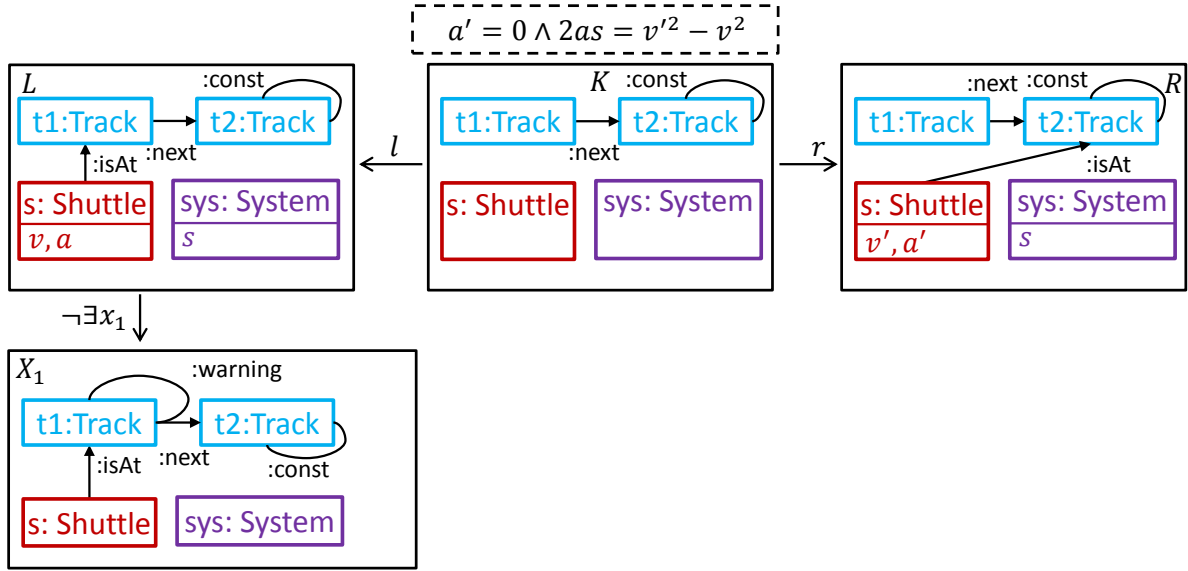 a′ = 0 ∧ 2as = v′² − v²
L
:const
t1:Track
t2:Track
:next
:isAt
s: Shuttle
v, a
sys: System
s
l
K
:const
t2:Track
t1:Track
:next
s: Shuttle
sys: System
r
:next
:const
R
t1:Track
t2:Track
:isAt
s: Shuttle
v′, a′
sys: System
s
¬∃x₁
X₁
:warning
t1:Track
t2:Track
:isAt
:next
:const
s: Shuttle
sys: System